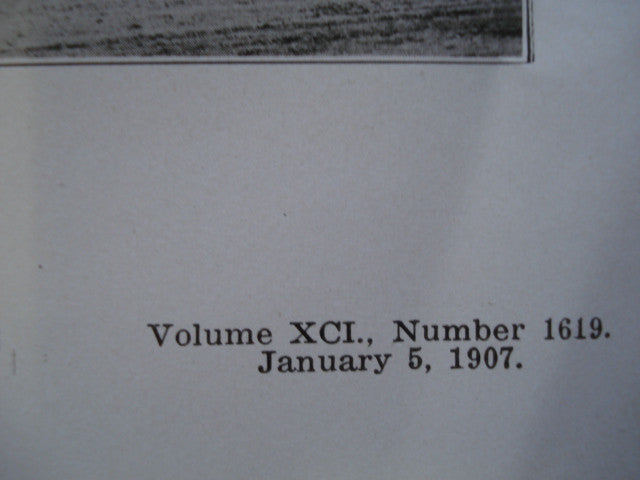 Volume XCI., Number 1619.
January 5, 1907.